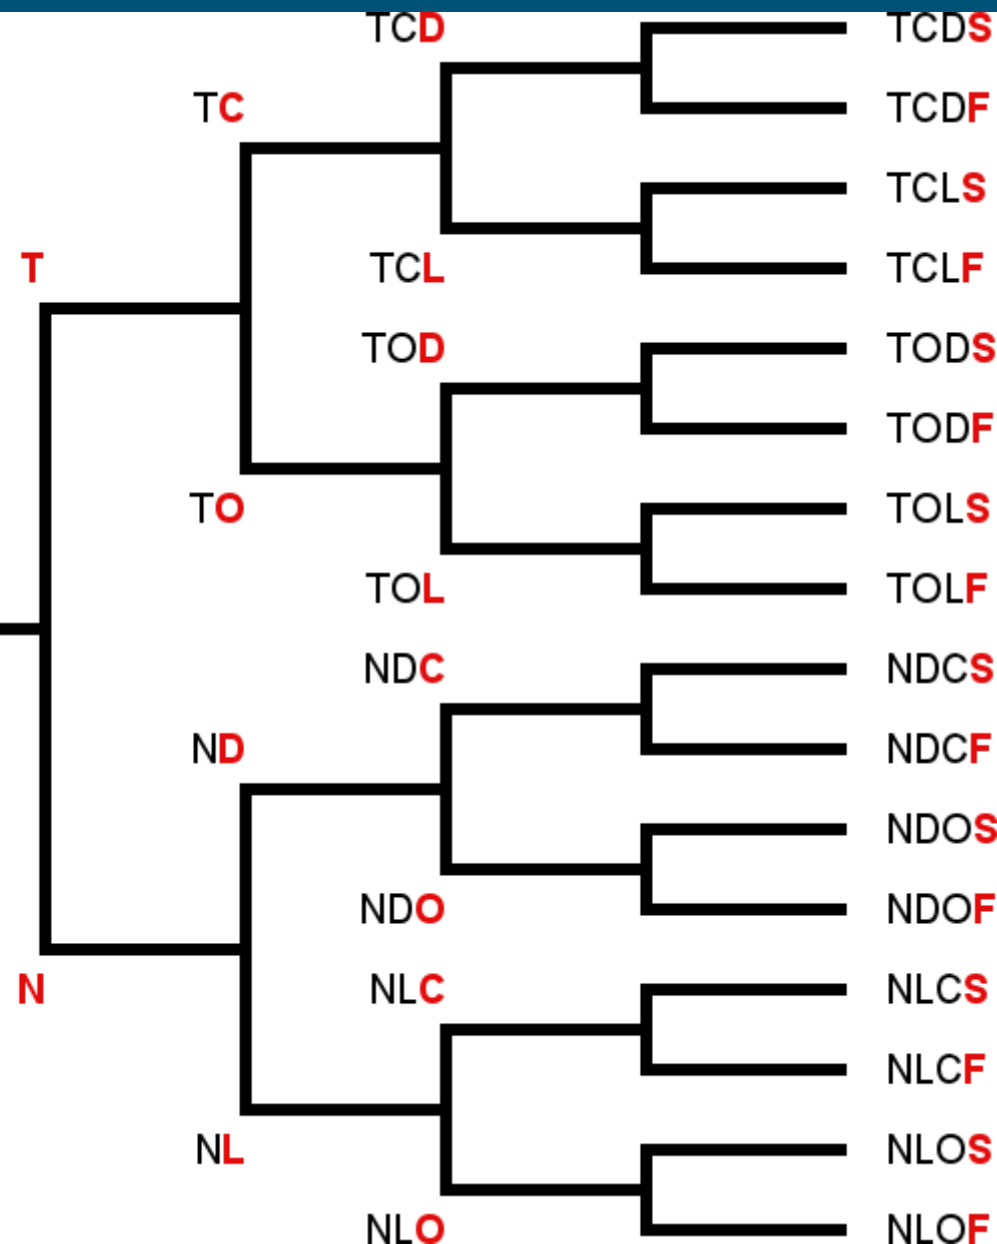 TCD
TCDS
TC
TCDF
TCLS
T
TCL
TCLF
TOD
TODS
TODF
TO
TOLS
TOL
TOLF
NDC
NDCS
ND
NDCF
NDOS
NDO
NDOF
N
NLC
NLCS
NLCF
NL
NLOS
NLO
NLOF